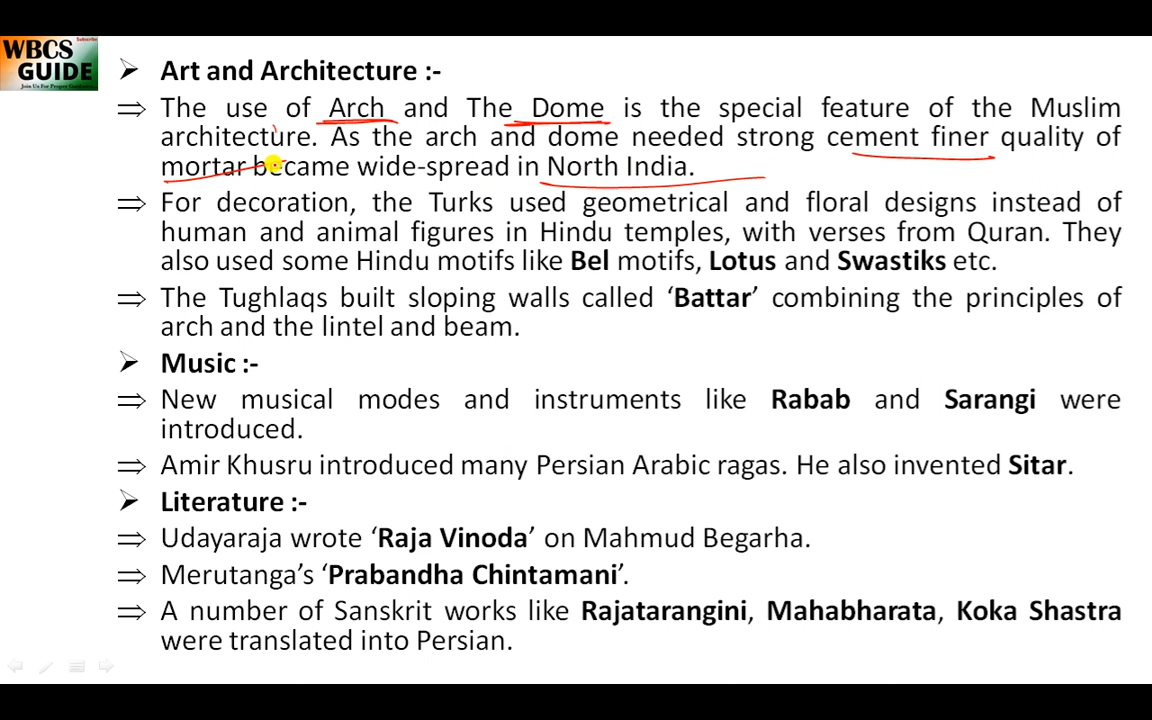 Subscribe
WBCS
GUIDE
➢ Art and Architecture :-
⇒ The use of Arch and The Dome is the special feature of the Muslim
architecture. As the arch and dome needed strong cement finer quality of
mortar became wide-spread in North India.
⇒ For decoration, the Turks used geometrical and floral designs instead of
human and animal figures in Hindu temples, with verses from Quran. They
also used some Hindu motifs like Bel motifs, Lotus and Swastiks etc.
⇒ The Tughlaqs built sloping walls called ‘Battar’ combining the principles of
arch and the lintel and beam.
➢ Music :-
⇒ New musical modes and instruments like Rabab and Sarangi were
introduced.
⇒ Amir Khusru introduced many Persian Arabic ragas. He also invented Sitar.
➢ Literature :-
⇒ Udayaraja wrote ‘Raja Vinoda’ on Mahmud Begarha.
⇒ Merutanga’s ‘Prabandha Chintamani’.
⇒ A number of Sanskrit works like Rajatarangini, Mahabharata, Koka Shastra
were translated into Persian.